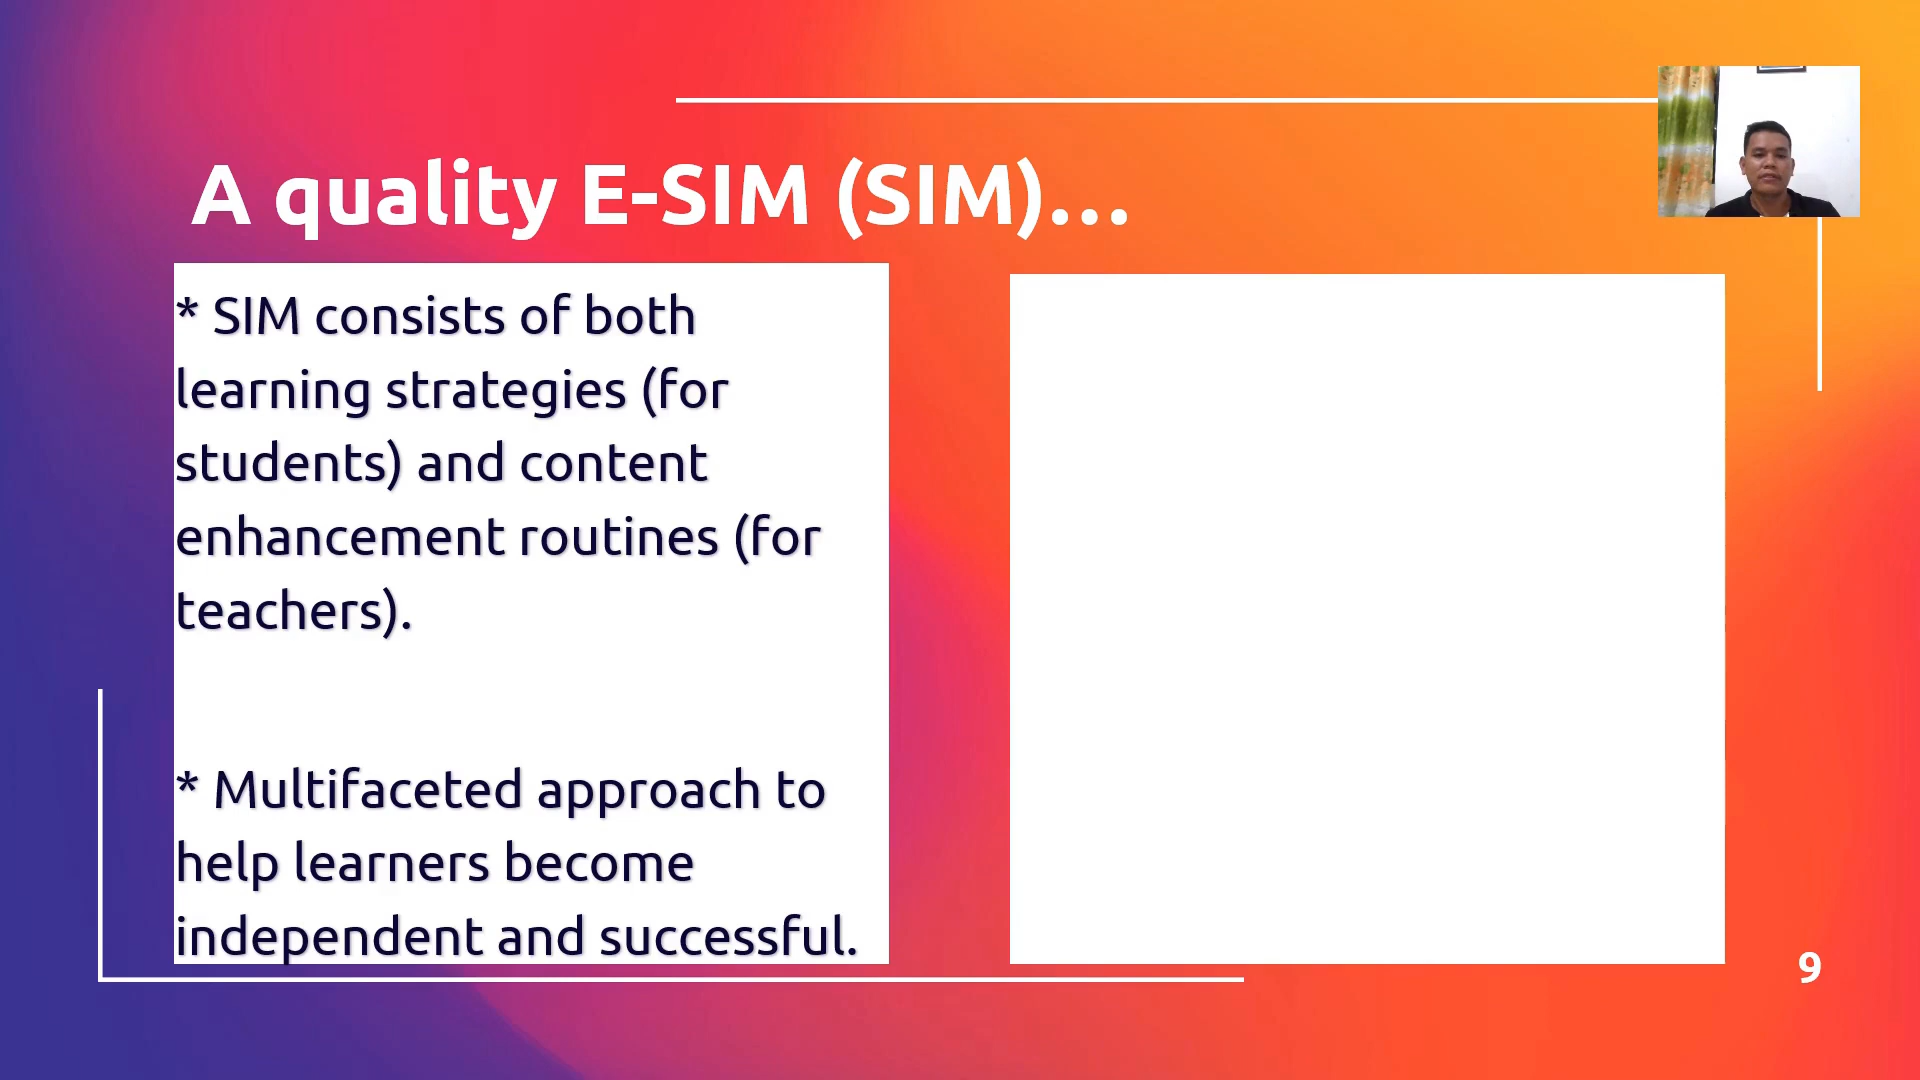 A quality E-SIM (SIM)...
* SIM consists of both
learning strategies (for
students) and content
enhancement routines (for
teachers).
* Multifaceted approach to
help learners become
independent and successful.
9